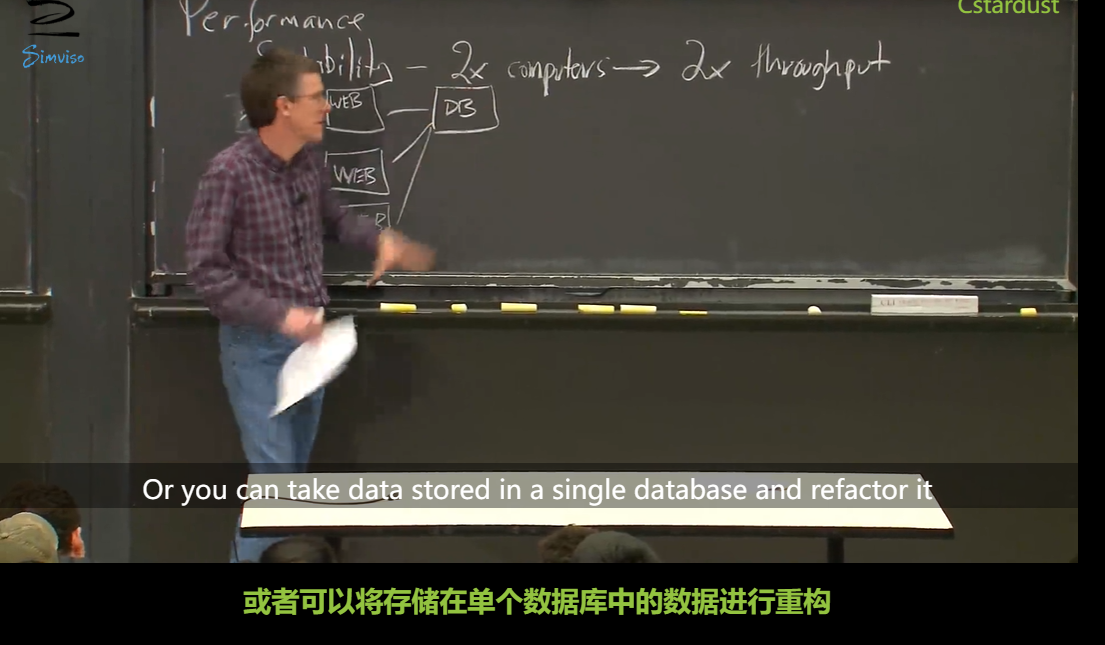 Cstardust
Simviso
Performance
Scalability - 2x computers → 2x throughput
WEB
DB
WEB
Or you can take data stored in a single database and refactor it
或者可以将存储在单个数据库中的数据进行重构